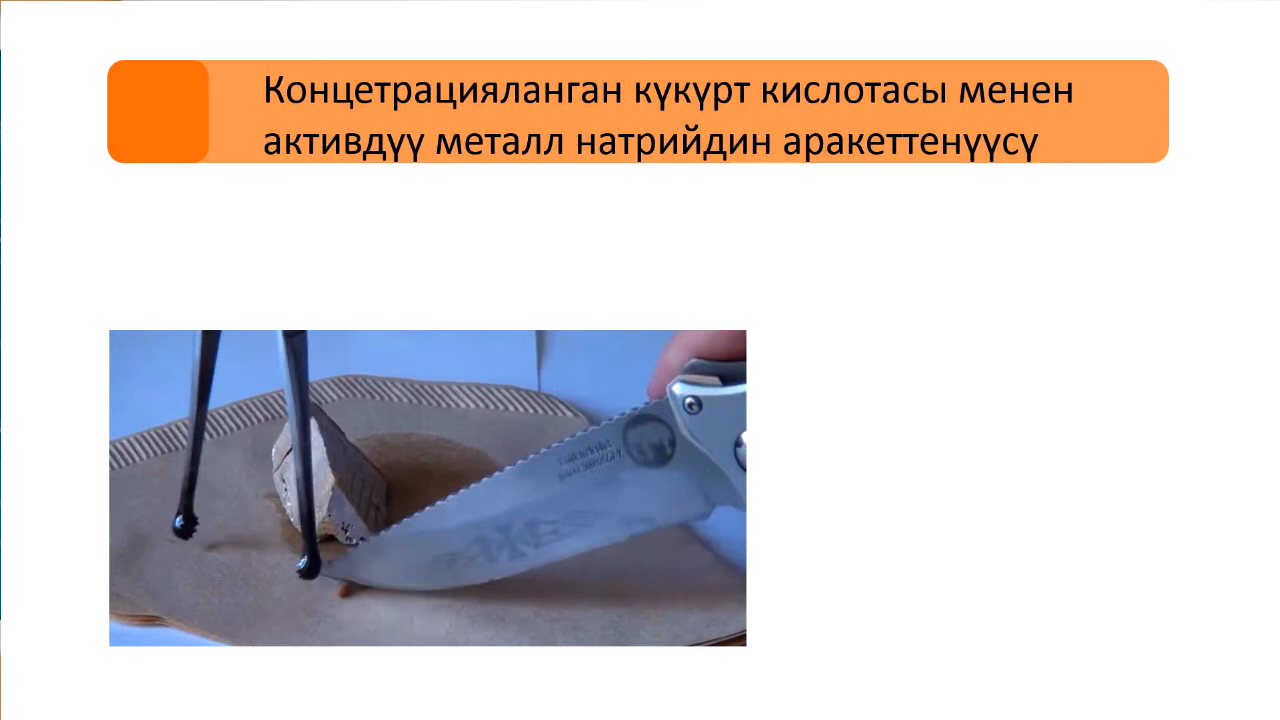 Концетрацияланган күкүрт кислотасы менен
активдүү металл натрийдин аракеттенүүсү